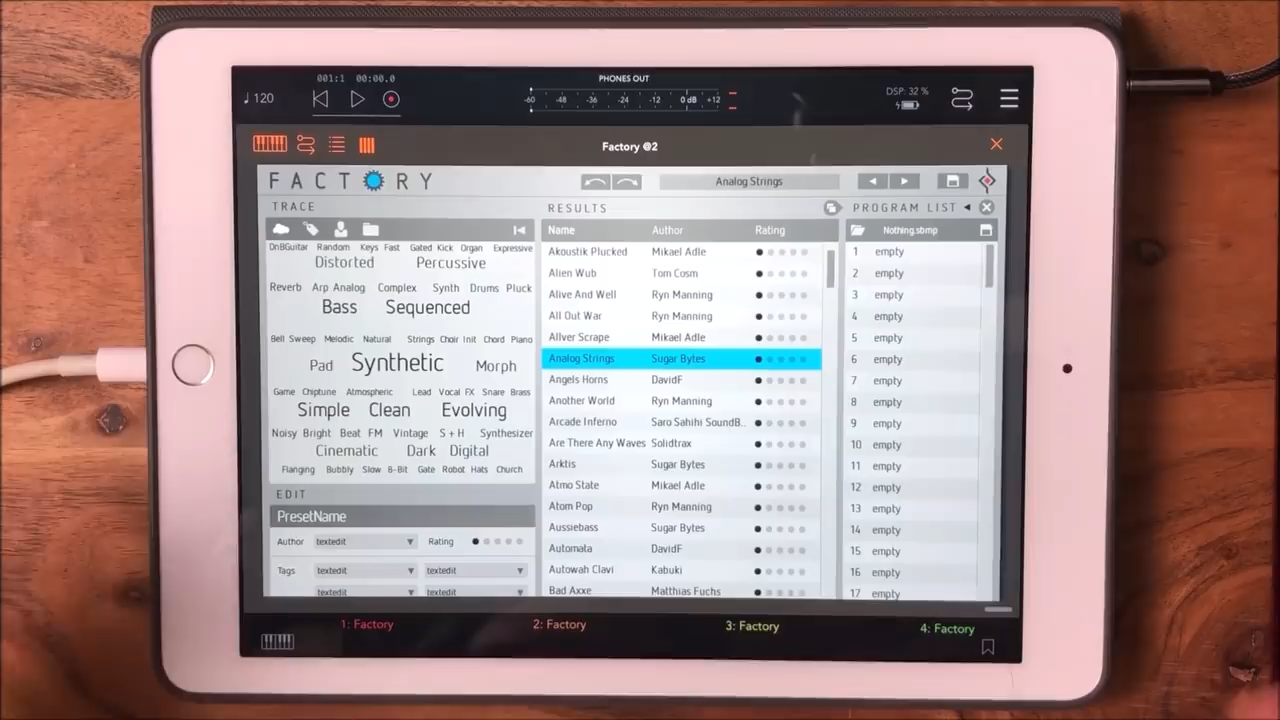 001:1 00:00.0
120
PHONES OUT
-60 -48 -36 -24 -12 0 dB +12
DSP: 32 %
Factory @2
FACTORY
Analog Strings
TRACE
DnBGuitar Random Keys Fast Gated Kick Organ Expressive
Distorted Percussive
Reverb Arp Analog Complex Synth Drums Pluck
Bass Sequenced
Bell Sweep Melodic Natural Strings Choir Init Chord Piano
Pad Synthetic Morph
Game Chiptune Atmospheric Lead Vocal FX Snare Brass
Simple Clean Evolving
Noisy Bright Beat FM Vintage S + H Synthesizer
Cinematic Dark Digital
Flanging Bubbly Slow 8-Bit Gate Robot Hats Church
EDIT
PresetName
Author textedit Rating
Tags textedit textedit
textedit textedit
RESULTS
Name Author Rating
Akoustik Plucked Mikael Adle
Alien Wub Tom Cosm
Alive And Well Ryn Manning
All Out War Ryn Manning
Allver Scrape Mikael Adle
Analog Strings Sugar Bytes
Angels Horns DavidF
Another World Ryn Manning
Arcade Inferno Saro Sahihi SoundB..
Are There Any Waves Solidtrax
Arktis Sugar Bytes
Atmo State Mikael Adle
Atom Pop Ryn Manning
Aussiebass Sugar Bytes
Automata DavidF
Autowah Clavi Kabuki
Bad Axxe Matthias Fuchs
PROGRAM LIST
Nothing.sbmp
1 empty
2 empty
3 empty
4 empty
5 empty
6 empty
7 empty
8 empty
9 empty
10 empty
11 empty
12 empty
13 empty
14 empty
15 empty
16 empty
17 empty
1: Factory
2: Factory
3: Factory
4: Factory